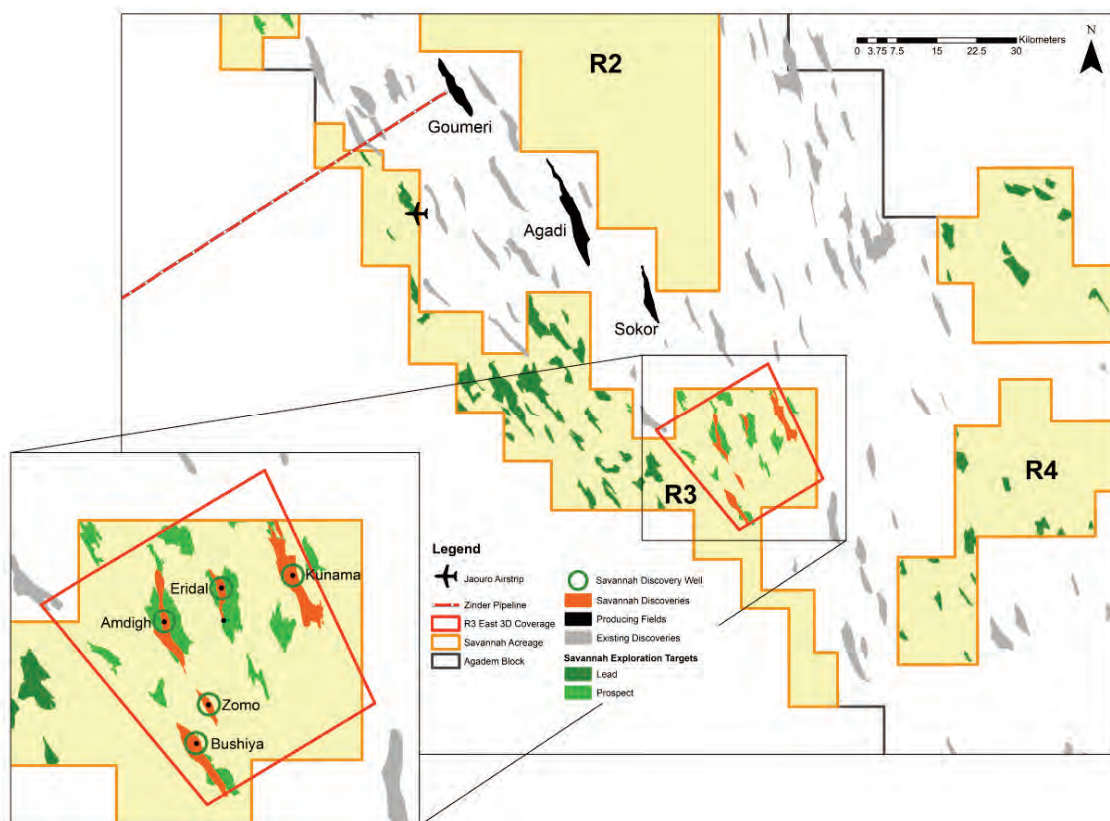 R2
Kilometers
0 3.75 7.5 15 22.5 30
N
Goumeri
Agadi
Sokor
R3
R4
Eridal
Kunama
Amdigh
Zomo
Bushiya
Legend
Jaouro Airstrip
Zinder Pipeline
R3 East 3D Coverage
Savannah Acreage
Agadem Block
Savannah Discovery Well
Savannah Discoveries
Producing Fields
Existing Discoveries
Savannah Exploration Targets
Lead
Prospect